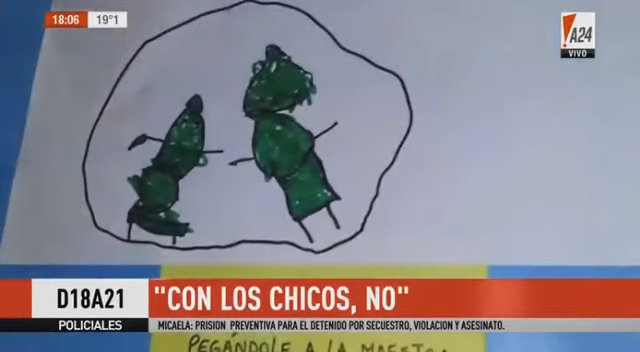 18:06 19°1
A24
VIVO
D18A21
"CON LOS CHICOS, NO"
POLICIALES
MICAELA: PRISION PREVENTIVA PARA EL DETENIDO POR SECUESTRO, VIOLACION Y ASESINATO.
PEGÁNDOLE A LA MAESTRA.